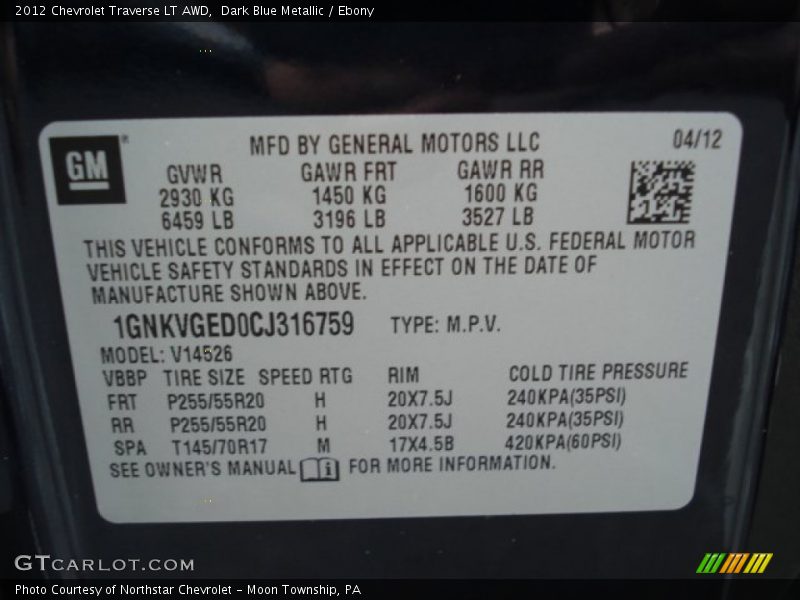 2012 Chevrolet Traverse LT AWD,  Dark Blue Metallic / Ebony
GM
MFD BY GENERAL MOTORS LLC 04/12
GVWR GAWR FRT GAWR RR
2930 KG 1450 KG 1600 KG
6459 LB 3196 LB 3527 LB
THIS VEHICLE CONFORMS TO ALL APPLICABLE U.S. FEDERAL MOTOR
VEHICLE SAFETY STANDARDS IN EFFECT ON THE DATE OF
MANUFACTURE SHOWN ABOVE.
1GNKVGED0CJ316759 TYPE: M.P.V.
MODEL: V14526
VBBP TIRE SIZE SPEED RTG RIM COLD TIRE PRESSURE
FRT P255/55R20 H 20X7.5J 240KPA(35PSI)
RR P255/55R20 H 20X7.5J 240KPA(35PSI)
SPA T145/70R17 M 17X4.5B 420KPA(60PSI)
SEE OWNER'S MANUAL FOR MORE INFORMATION.
GTCARLOT.COM
Photo Courtesy of Northstar Chevrolet - Moon Township, PA